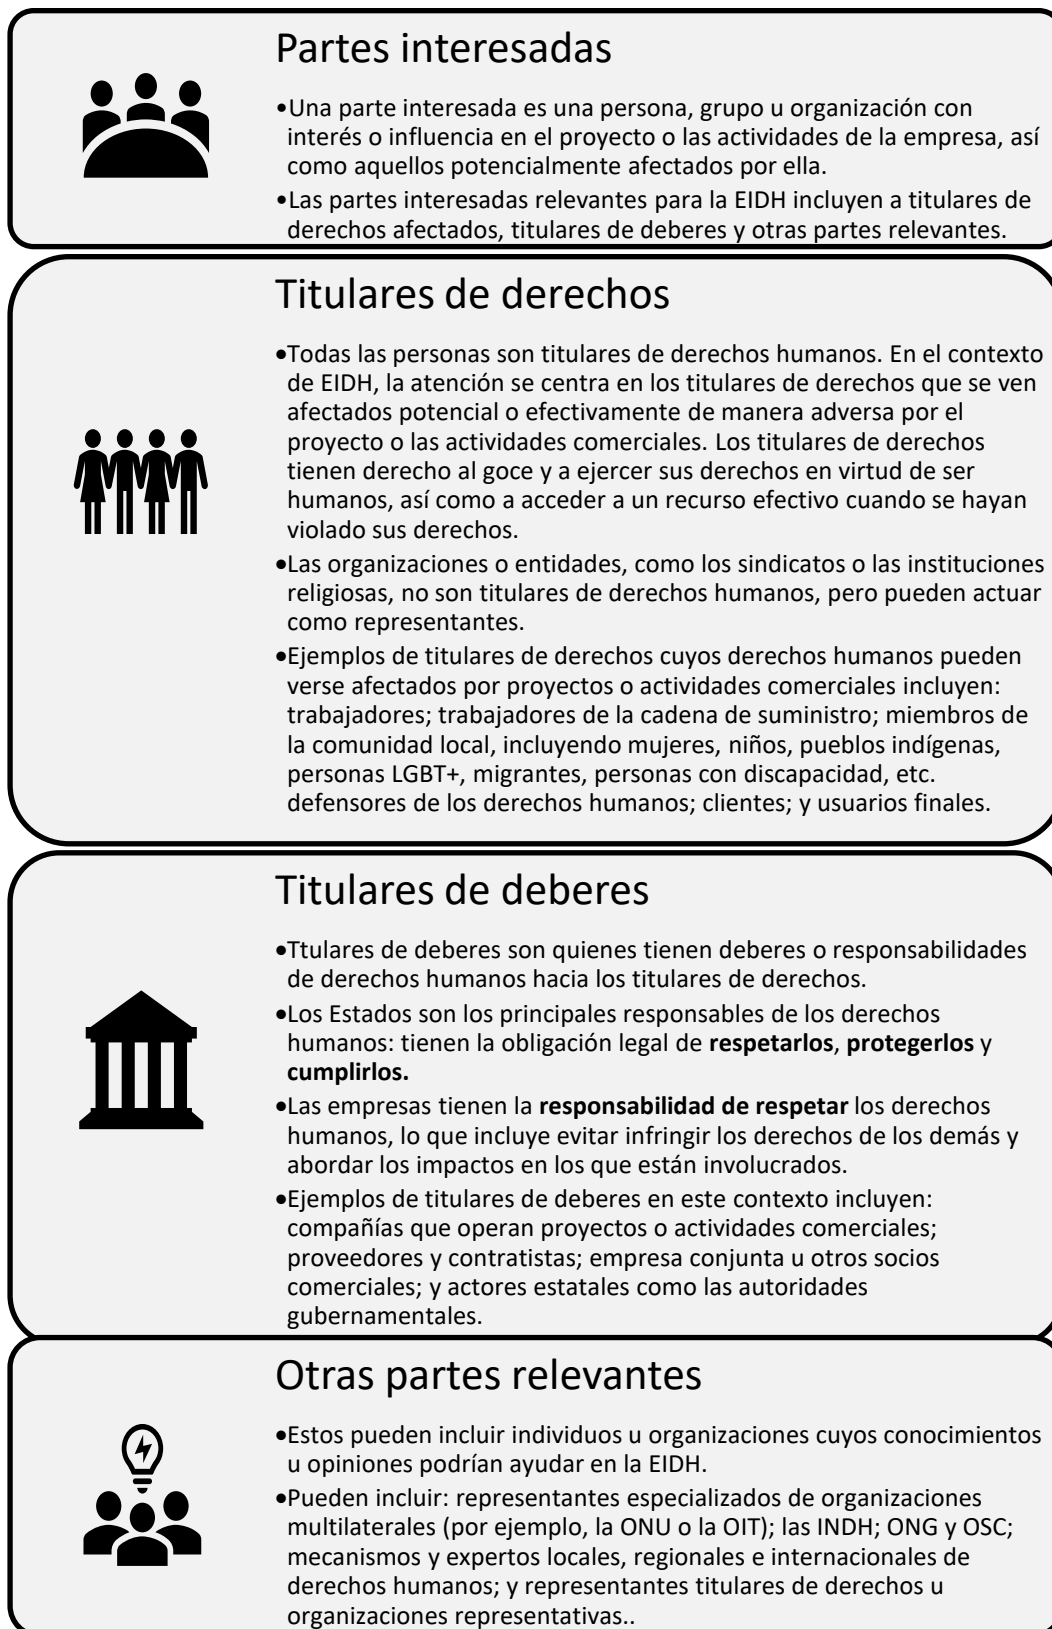 Partes interesadas
•Una parte interesada es una persona, grupo u organización con
interés o influencia en el proyecto o las actividades de la empresa, así
como aquellos potencialmente afectados por ella.
•Las partes interesadas relevantes para la EIDH incluyen a titulares de
derechos afectados, titulares de deberes y otras partes relevantes.
Titulares de derechos
•Todas las personas son titulares de derechos humanos. En el contexto
de EIDH, la atención se centra en los titulares de derechos que se ven
afectados potencial o efectivamente de manera adversa por el
proyecto o las actividades comerciales. Los titulares de derechos
tienen derecho al goce y a ejercer sus derechos en virtud de ser
humanos, así como a acceder a un recurso efectivo cuando se hayan
violado sus derechos.
•Las organizaciones o entidades, como los sindicatos o las instituciones
religiosas, no son titulares de derechos humanos, pero pueden actuar
como representantes.
•Ejemplos de titulares de derechos cuyos derechos humanos pueden
verse afectados por proyectos o actividades comerciales incluyen:
trabajadores; trabajadores de la cadena de suministro; miembros de
la comunidad local, incluyendo mujeres, niños, pueblos indígenas,
personas LGBT+, migrantes, personas con discapacidad, etc.
defensores de los derechos humanos; clientes; y usuarios finales.
Titulares de deberes
•Ttulares de deberes son quienes tienen deberes o responsabilidades
de derechos humanos hacia los titulares de derechos.
•Los Estados son los principales responsables de los derechos
humanos: tienen la obligación legal de respetarlos, protegerlos y
cumplirlos.
•Las empresas tienen la responsabilidad de respetar los derechos
humanos, lo que incluye evitar infringir los derechos de los demás y
abordar los impactos en los que están involucrados.
•Ejemplos de titulares de deberes en este contexto incluyen:
compañías que operan proyectos o actividades comerciales;
proveedores y contratistas; empresa conjunta u otros socios
comerciales; y actores estatales como las autoridades
gubernamentales.
Otras partes relevantes
•Estos pueden incluir individuos u organizaciones cuyos conocimientos
u opiniones podrían ayudar en la EIDH.
•Pueden incluir: representantes especializados de organizaciones
multilaterales (por ejemplo, la ONU o la OIT); las INDH; ONG y OSC;
mecanismos y expertos locales, regionales e internacionales de
derechos humanos; y representantes titulares de derechos u
organizaciones representativas..